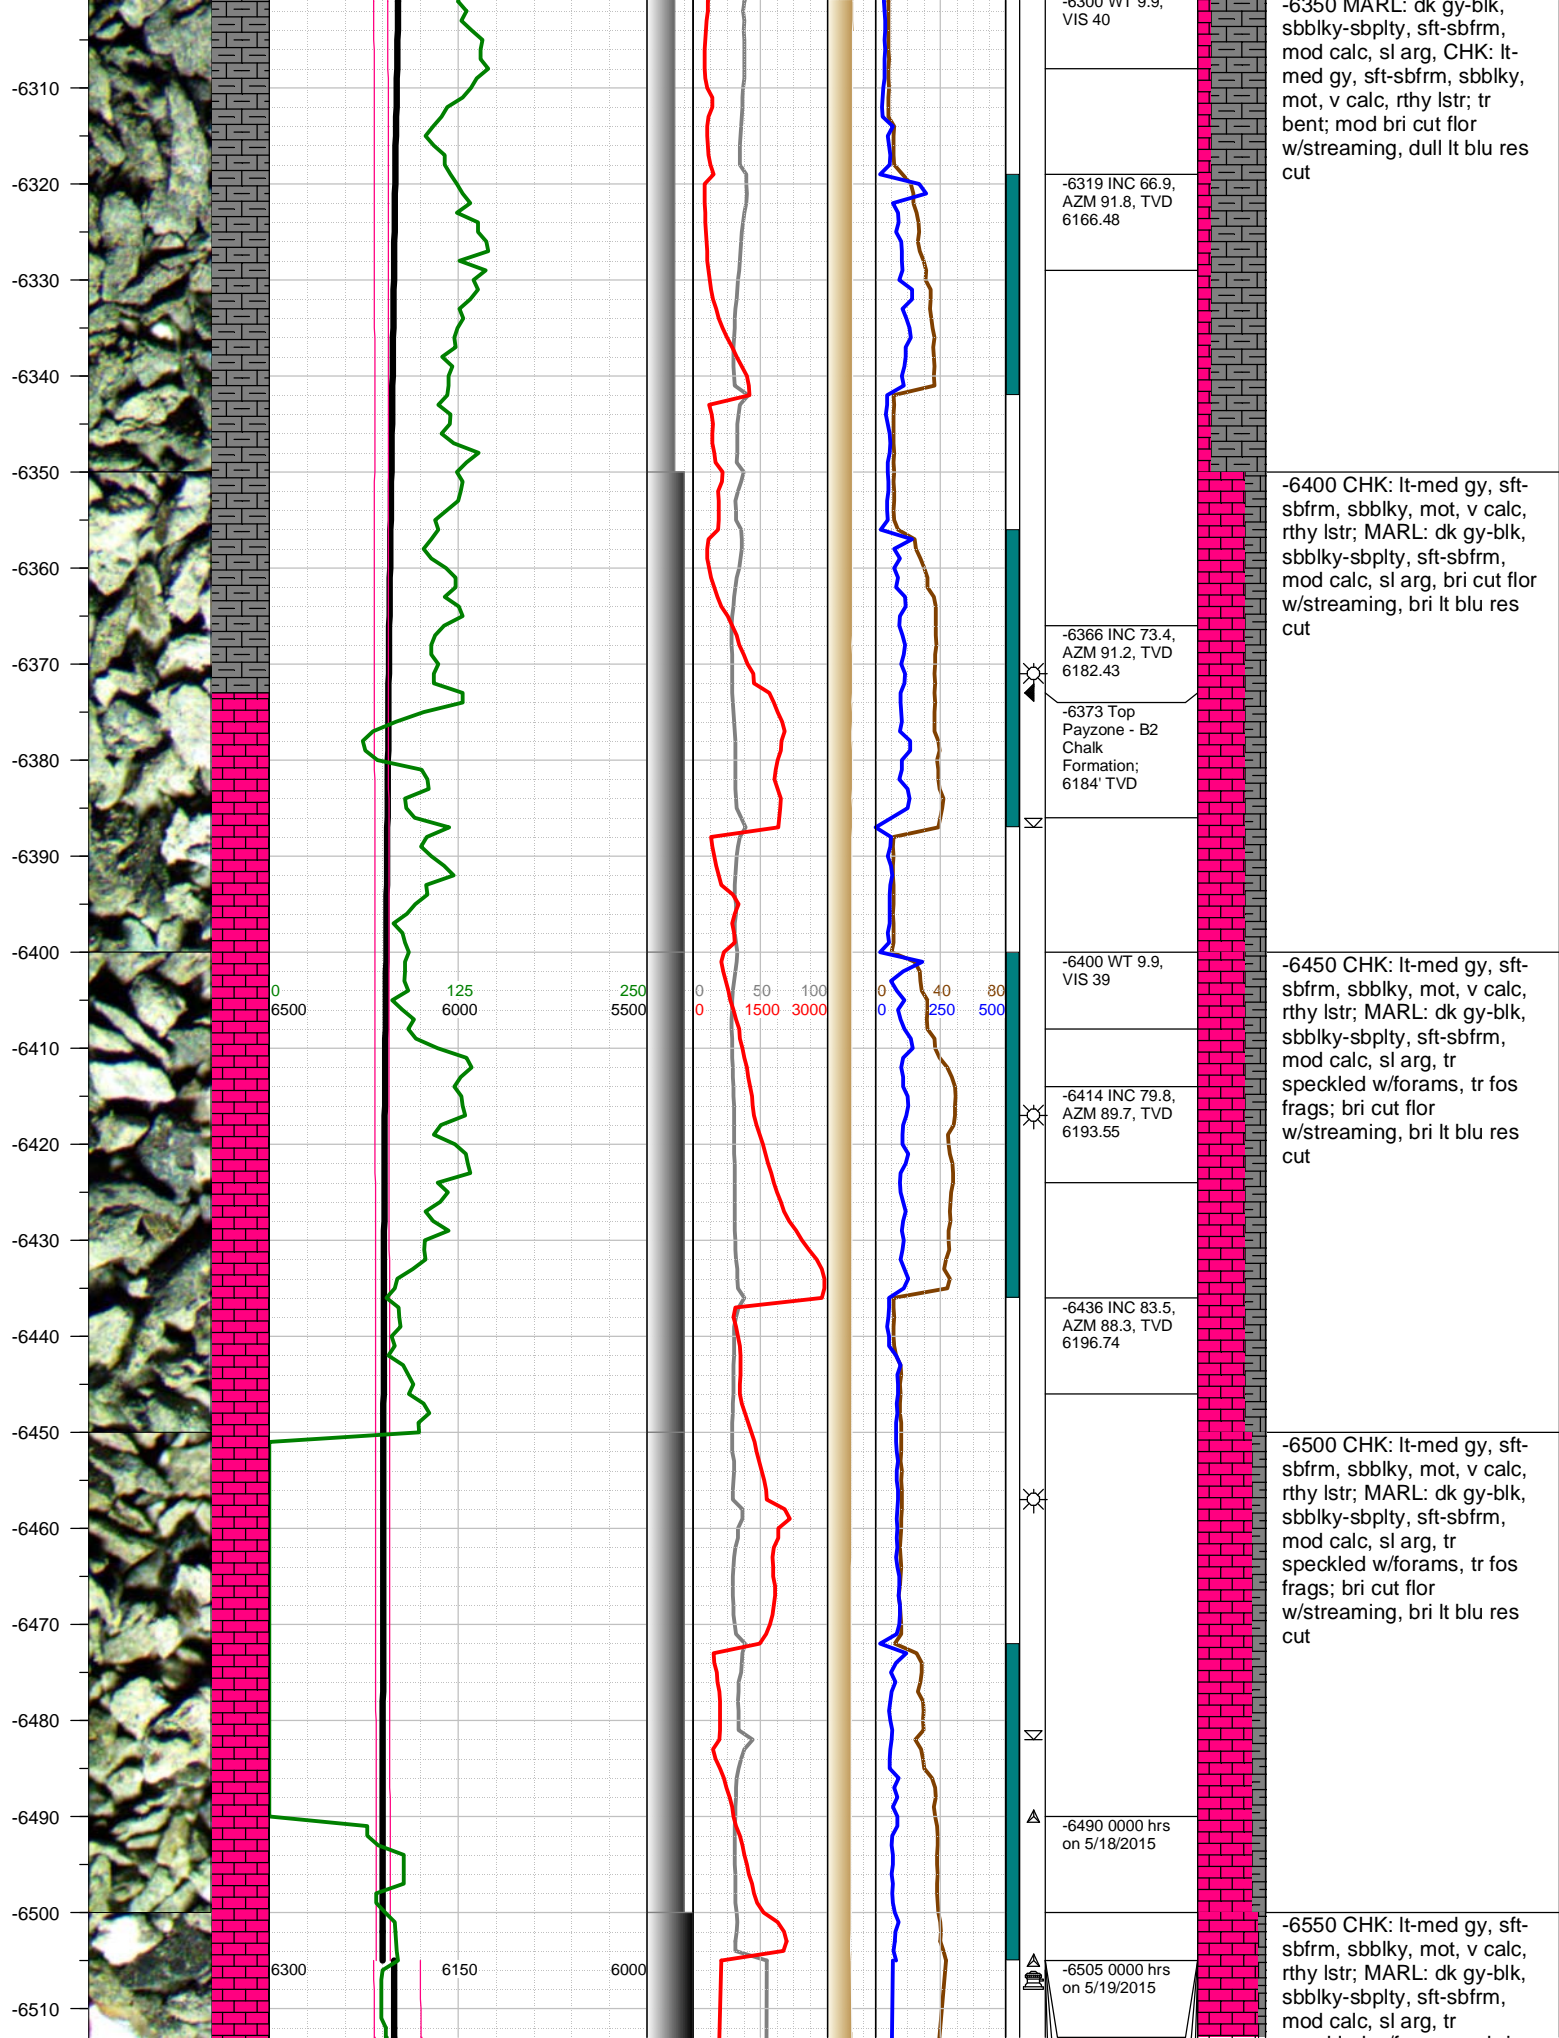 -6300 WT 9.9,
VIS 40
-6350 MARL: dk gy-blk,
sbblky-sbplty, sft-sbfrm,
mod calc, sl arg, CHK: lt-
med gy, sft-sbfrm, sbblky,
mot, v calc, rthy lstr; tr
bent; mod bri cut flor
w/streaming, dull lt blu res
cut
-6310
-6320
-6319 INC 66.9,
AZM 91.8, TVD
6166.48
-6330
-6340
-6350
-6400 CHK: lt-med gy, sft-
sbfrm, sbblky, mot, v calc,
rthy lstr; MARL: dk gy-blk,
sbblky-sbplty, sft-sbfrm,
mod calc, sl arg, bri cut flor
w/streaming, bri lt blu res
cut
-6360
-6370
-6366 INC 73.4,
AZM 91.2, TVD
6182.43
-6373 Top
Payzone - B2
Chalk
Formation;
6184' TVD
-6380
-6390
-6400
-6400 WT 9.9,
VIS 39
-6450 CHK: lt-med gy, sft-
sbfrm, sbblky, mot, v calc,
rthy lstr; MARL: dk gy-blk,
sbblky-sbplty, sft-sbfrm,
mod calc, sl arg, tr
speckled w/forams, tr fos
frags; bri cut flor
w/streaming, bri lt blu res
cut
0 125 250 0 50 100 0 40 80
6500 6000 5500 0 1500 3000 0 250 500
-6410
-6414 INC 79.8,
AZM 89.7, TVD
6193.55
-6420
-6430
-6436 INC 83.5,
AZM 88.3, TVD
6196.74
-6440
-6450
-6500 CHK: lt-med gy, sft-
sbfrm, sbblky, mot, v calc,
rthy lstr; MARL: dk gy-blk,
sbblky-sbplty, sft-sbfrm,
mod calc, sl arg, tr
speckled w/forams, tr fos
frags; bri cut flor
w/streaming, bri lt blu res
cut
-6460
-6470
-6480
-6490
-6490 0000 hrs
on 5/18/2015
-6500
-6550 CHK: lt-med gy, sft-
sbfrm, sbblky, mot, v calc,
rthy lstr; MARL: dk gy-blk,
sbblky-sbplty, sft-sbfrm,
mod calc, sl arg, tr
6300 6150 6000
-6505 0000 hrs
on 5/19/2015
-6510